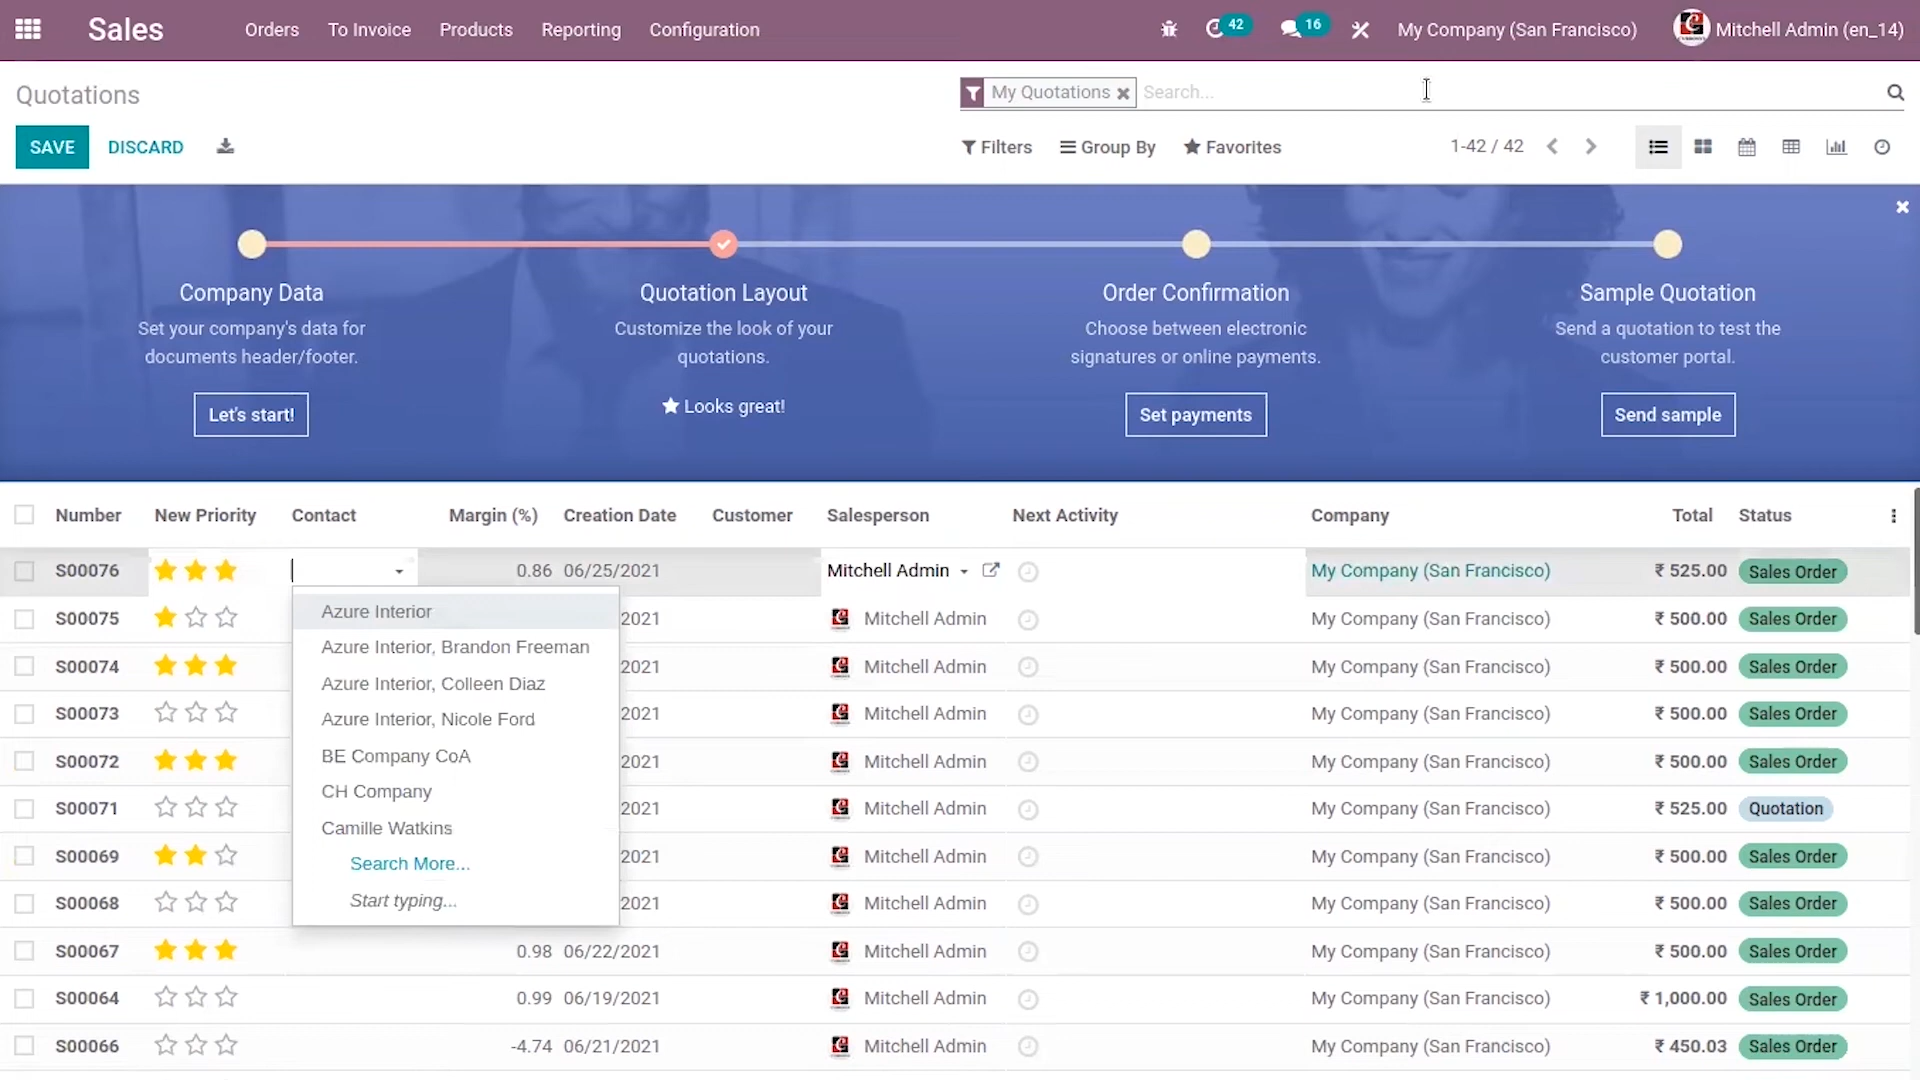 Sales Orders To Invoice Products Reporting Configuration 42 16 My Company (San Francisco) Mitchell Admin (en_14)
Quotations My Quotations Search...
SAVE DISCARD Filters Group By Favorites 1-42 / 42
Company Data Quotation Layout Order Confirmation Sample Quotation
Set your company's data for Customize the look of your Choose between electronic Send a quotation to test the
documents header/footer. quotations. signatures or online payments. customer portal.
Let's start! Looks great! Set payments Send sample
Number New Priority Contact Margin (%) Creation Date Customer Salesperson Next Activity Company Total Status
S00076 0.86 06/25/2021 Mitchell Admin My Company (San Francisco) ₹ 525.00 Sales Order
Azure Interior
S00075 2021 Mitchell Admin My Company (San Francisco) ₹ 500.00 Sales Order
Azure Interior, Brandon Freeman
S00074 2021 Mitchell Admin My Company (San Francisco) ₹ 500.00 Sales Order
Azure Interior, Colleen Diaz
S00073 Azure Interior, Nicole Ford 2021 Mitchell Admin My Company (San Francisco) ₹ 500.00 Sales Order
S00072 BE Company CoA 2021 Mitchell Admin My Company (San Francisco) ₹ 500.00 Sales Order
CH Company
S00071 2021 Mitchell Admin My Company (San Francisco) ₹ 525.00 Quotation
Camille Watkins
S00069 Search More... 2021 Mitchell Admin My Company (San Francisco) ₹ 500.00 Sales Order
S00068 Start typing... 2021 Mitchell Admin My Company (San Francisco) ₹ 500.00 Sales Order
S00067 0.98 06/22/2021 Mitchell Admin My Company (San Francisco) ₹ 500.00 Sales Order
S00064 0.99 06/19/2021 Mitchell Admin My Company (San Francisco) ₹ 1,000.00 Sales Order
S00066 -4.74 06/21/2021 Mitchell Admin My Company (San Francisco) ₹ 450.03 Sales Order